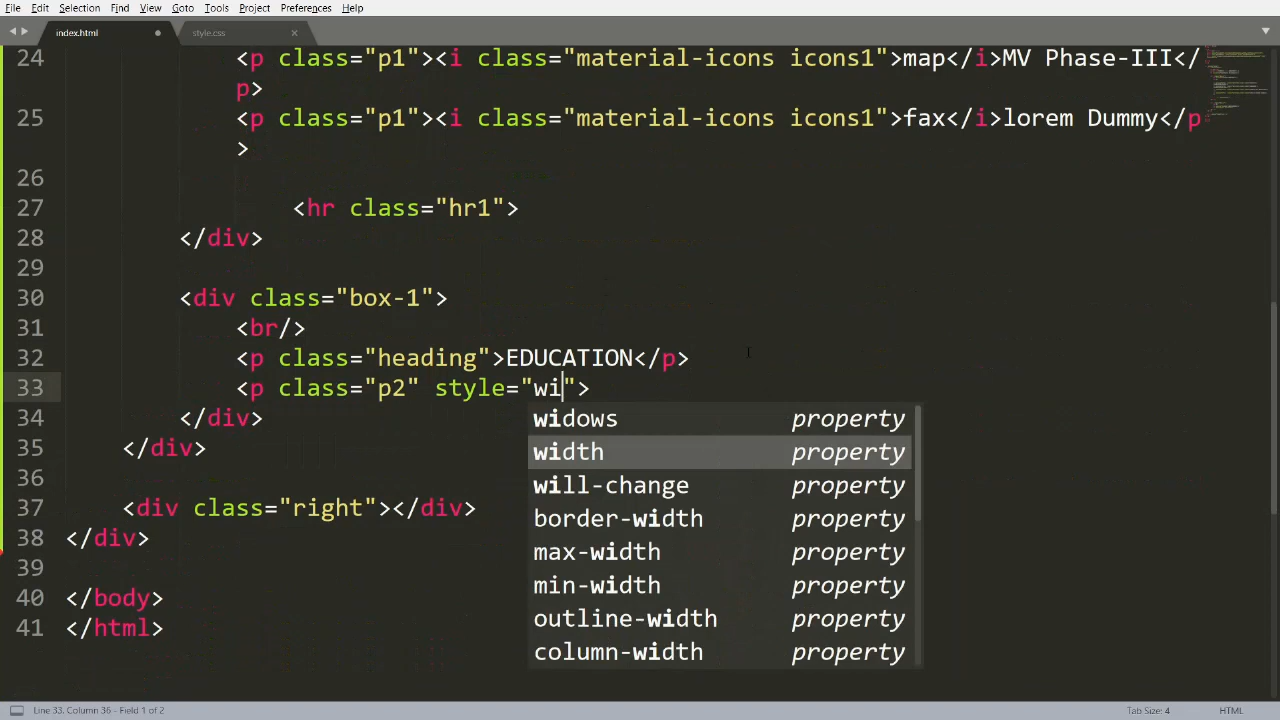 File Edit Selection Find View Goto Tools Project Preferences Help
index.html style.css
24 <p class="p1"><i class="material-icons icons1">map</i>MV Phase-III</
p>
25 <p class="p1"><i class="material-icons icons1">fax</i>lorem Dummy</p
>
26
27 <hr class="hr1">
28 </div>
29
30 <div class="box-1">
31 <br/>
32 <p class="heading">EDUCATION</p>
33 <p class="p2" style="wi">
34 </div>
35 </div>
36
37 <div class="right"></div>
38 </div>
39
40 </body>
41 </html>
widows property
width property
will-change property
border-width property
max-width property
min-width property
outline-width property
column-width property
Line 33, Column 36 - Field 1 of 2 Tab Size: 4 HTML